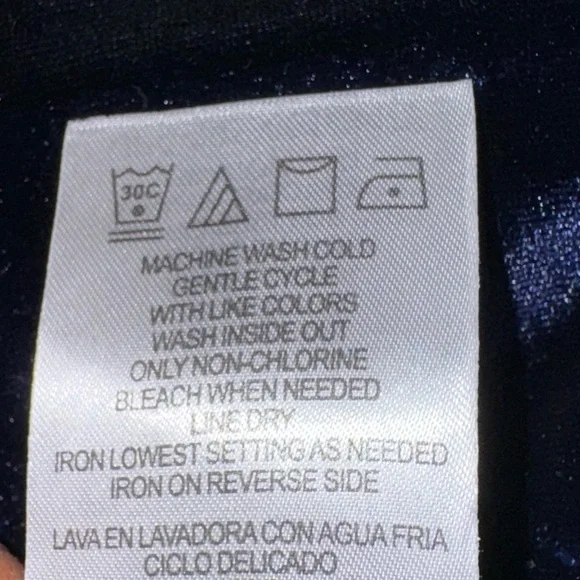 30C
MACHINE WASH COLD
GENTLE CYCLE
WITH LIKE COLORS
WASH INSIDE OUT
ONLY NON-CHLORINE
BLEACH WHEN NEEDED
LINE DRY
IRON LOWEST SETTING AS NEEDED
IRON ON REVERSE SIDE
LAVA EN LAVADORA CON AGUA FRIA
CICLO DELICADO